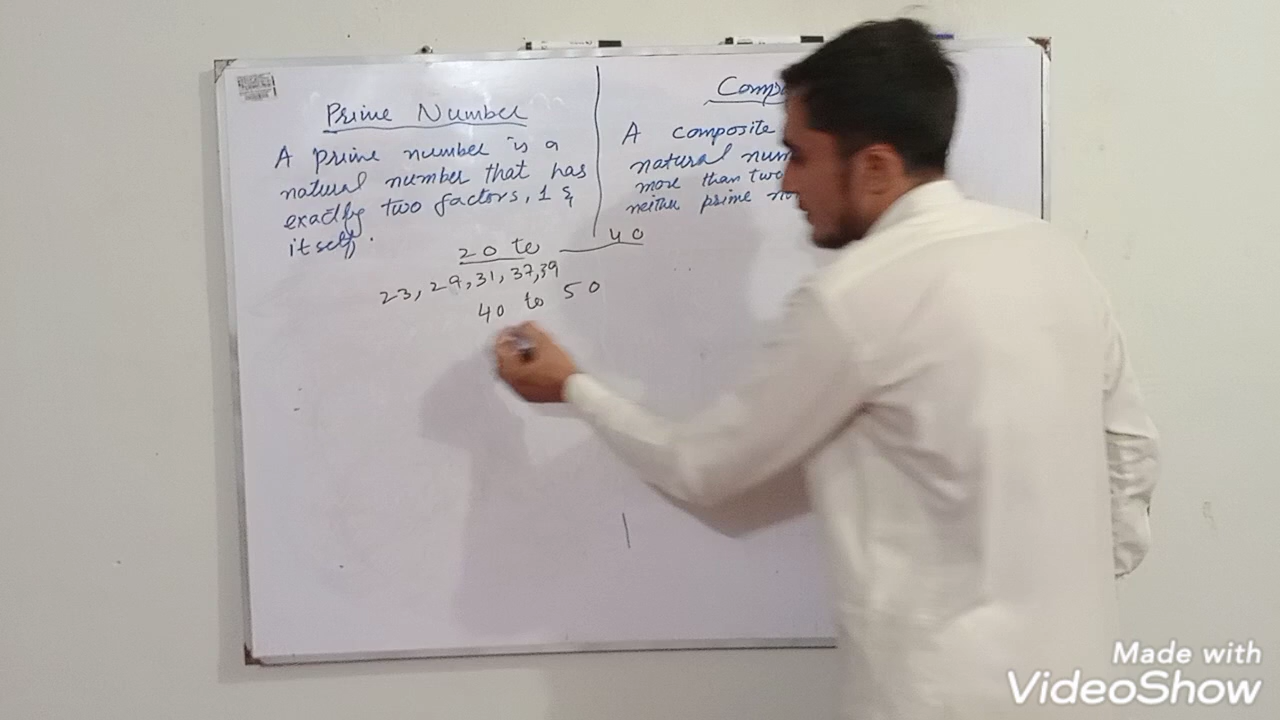 Prime Number
A prime number is a
natural number that has
exactly two factors, 1 &
itself.
Comp
A composite
natural num
more than two
neither prime no
20 to 40
23, 29, 31, 37, 39
40 to 50
Made with
VideoShow